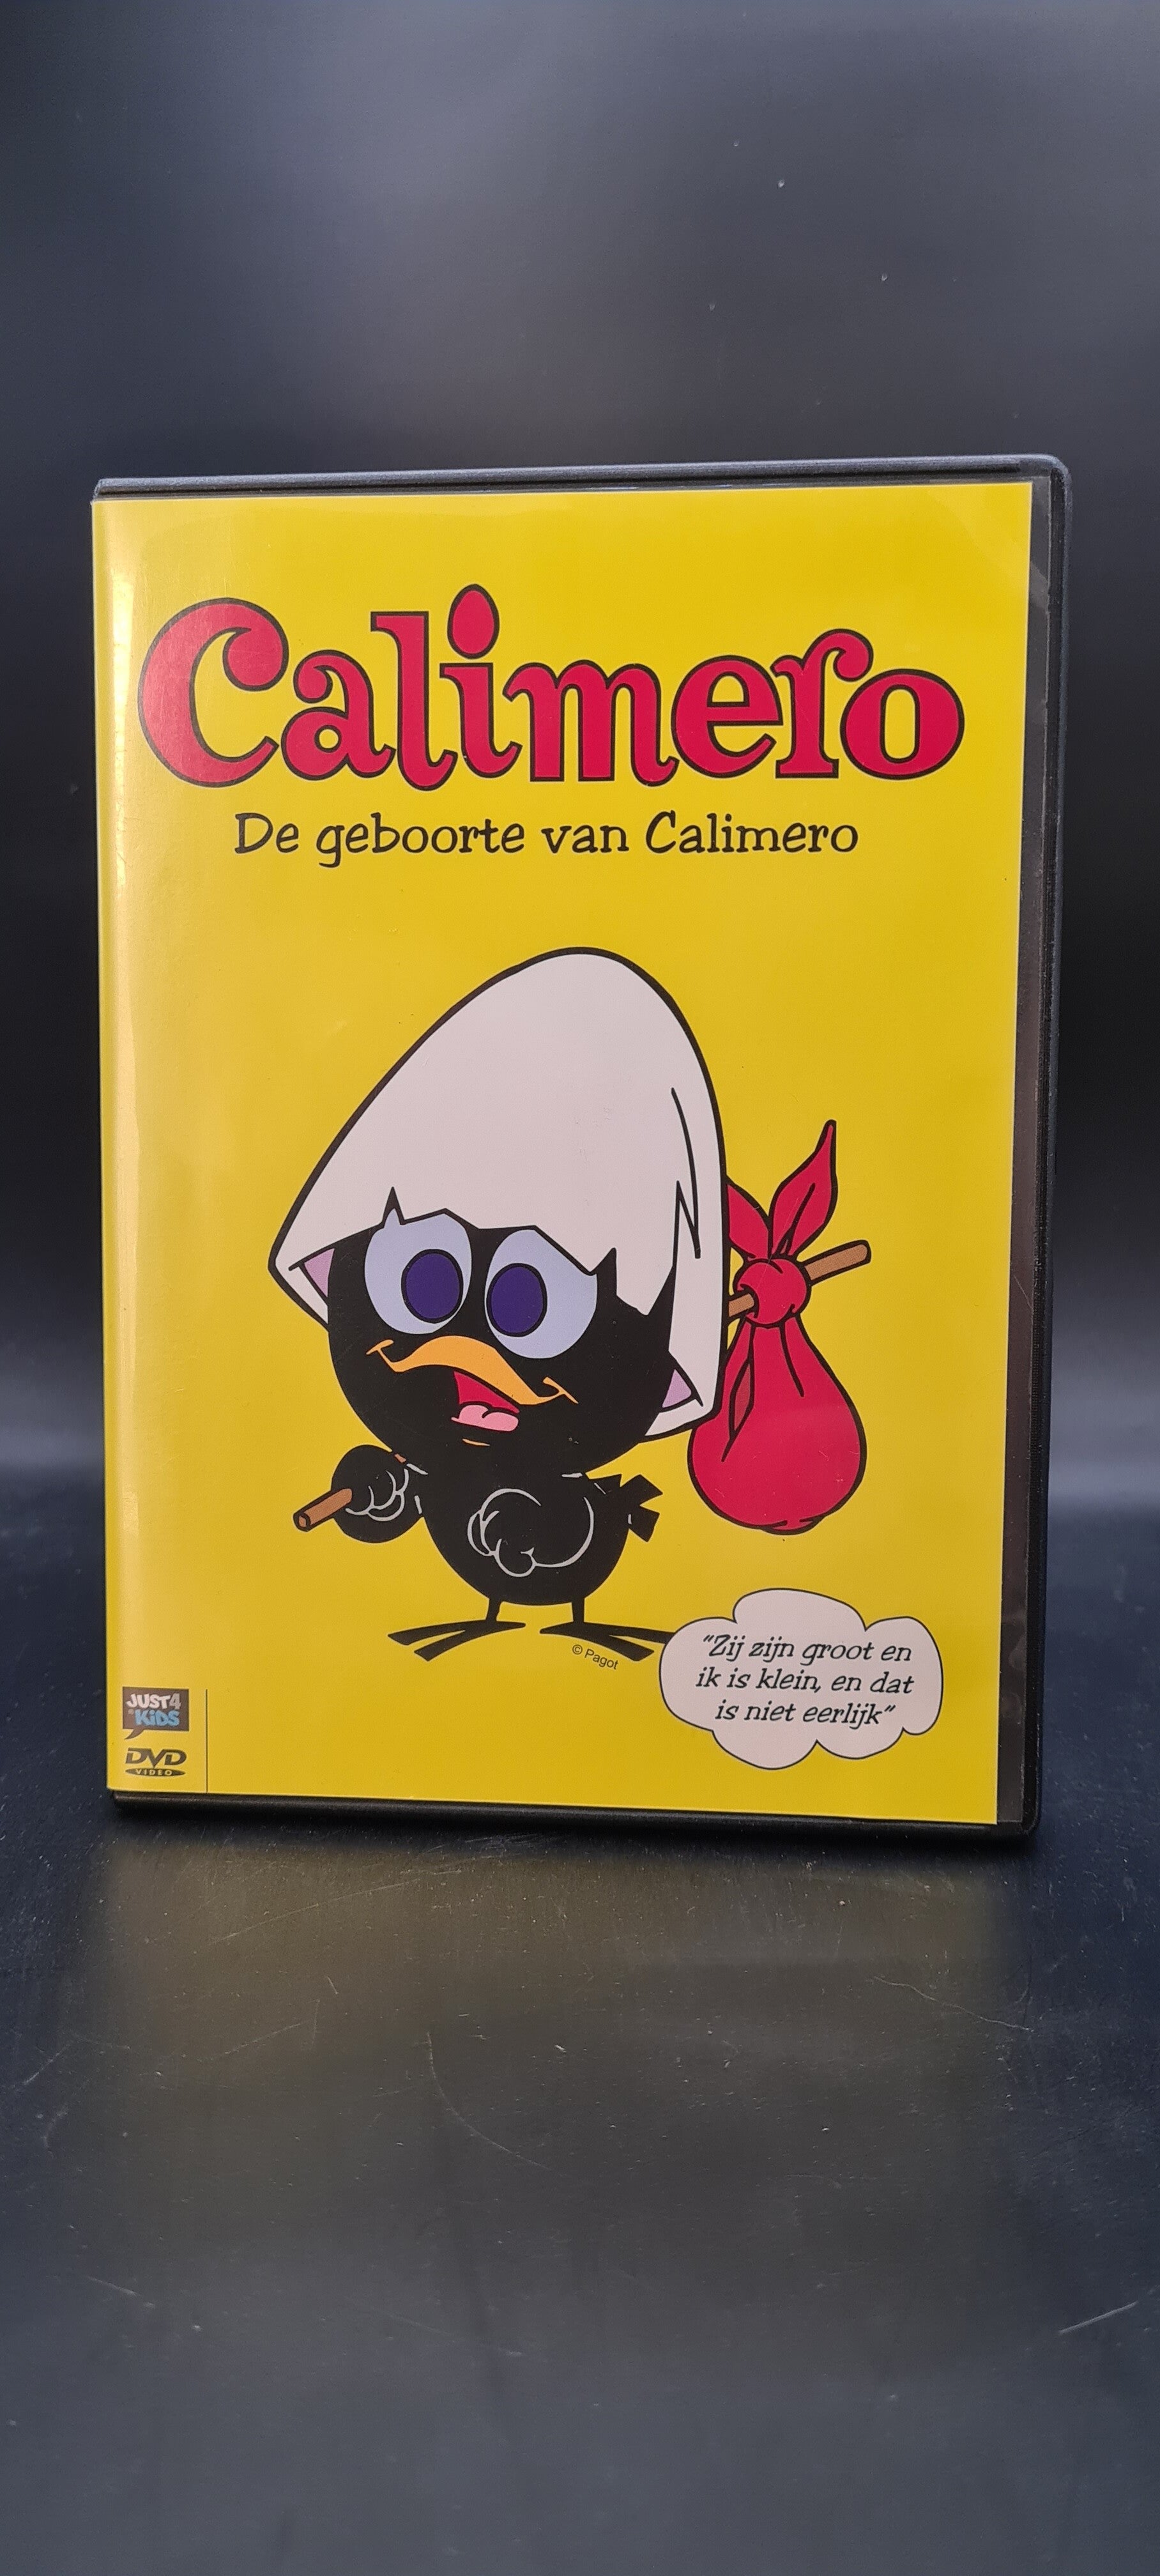 Calimero
De geboorte van Calimero
© Pagot
"Zij zijn groot en
ik is klein, en dat
is niet eerlijk"
JUST4
KiDS
DVD
VIDEO